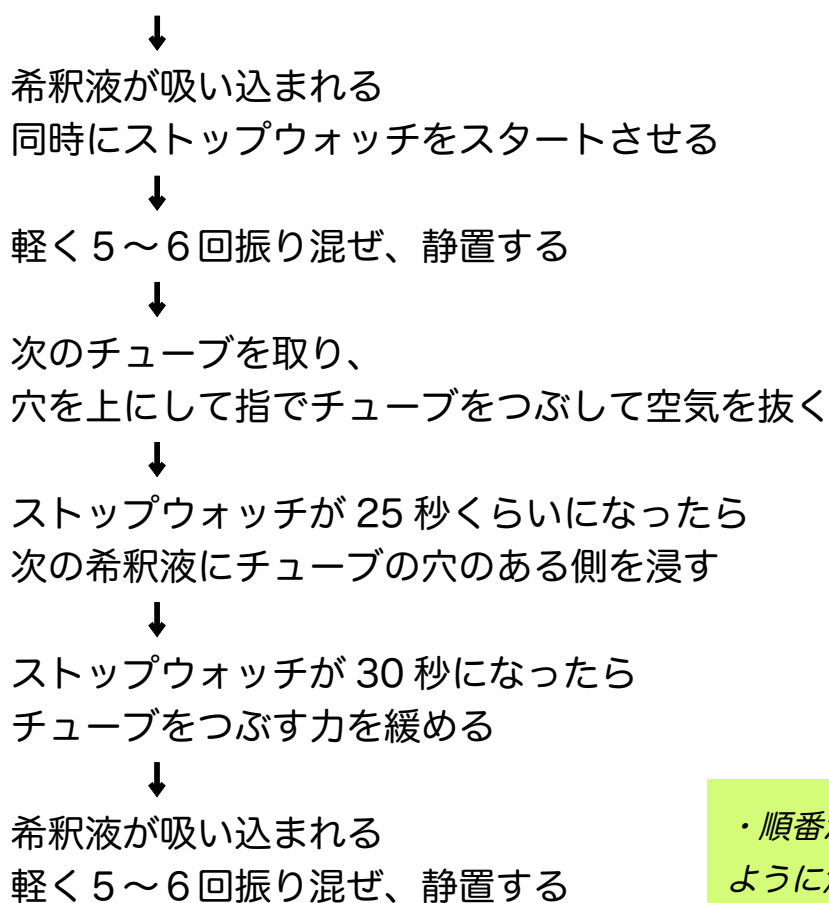 ↓
希釈液が吸い込まれる
同時にストップウォッチをスタートさせる
↓
軽く5〜6回振り混ぜ、静置する
↓
次のチューブを取り、
穴を上にして指でチューブをつぶして空気を抜く
↓
ストップウォッチが 25 秒くらいになったら
次の希釈液にチューブの穴のある側を浸す
↓
ストップウォッチが 30 秒になったら
チューブをつぶす力を緩める
↓
希釈液が吸い込まれる
軽く5〜6回振り混ぜ、静置する
・順番
ように